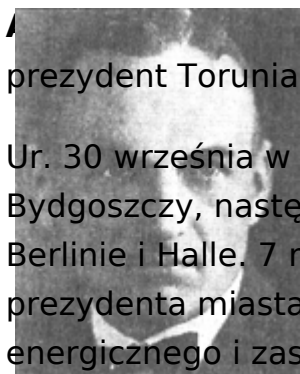 prezydent Torunia
Ur. 30 września w
Bydgoszczy, nastę
Berlinie i Halle. 7
prezydenta miasta
energicznego i zas